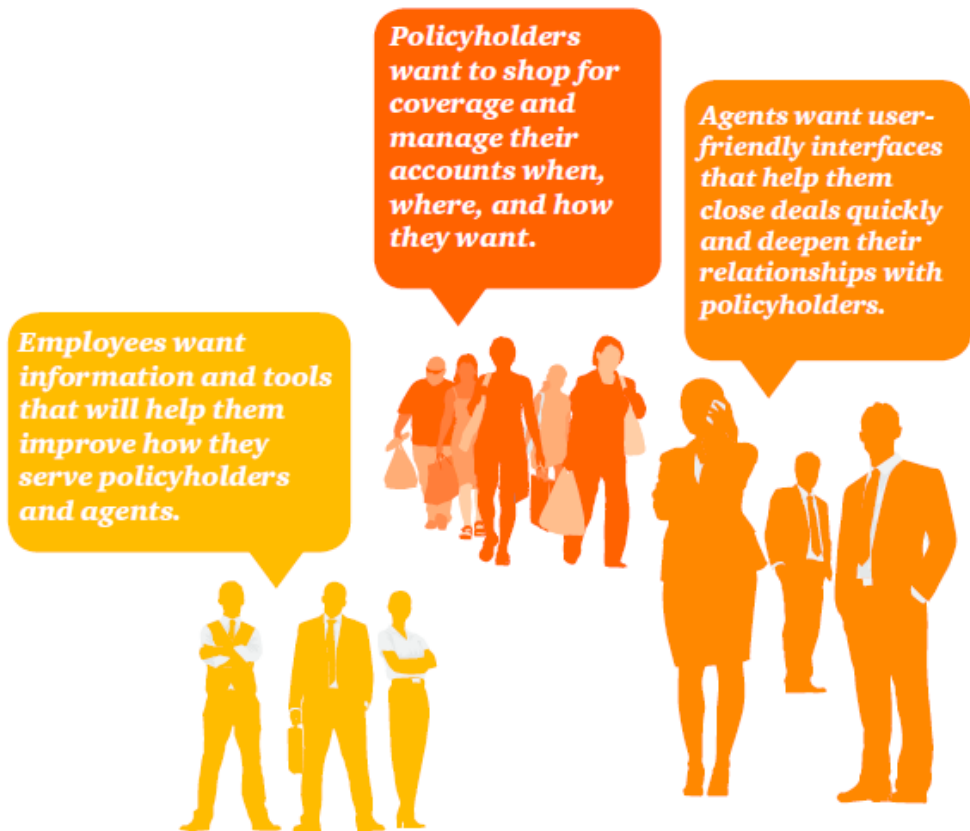 Policyholders
want to shop for
coverage and
manage their
accounts when,
where, and how
they want.
Agents want user-
friendly interfaces
that help them
close deals quickly
and deepen their
relationships with
policyholders.
Employees want
information and tools
that will help them
improve how they
serve policyholders
and agents.